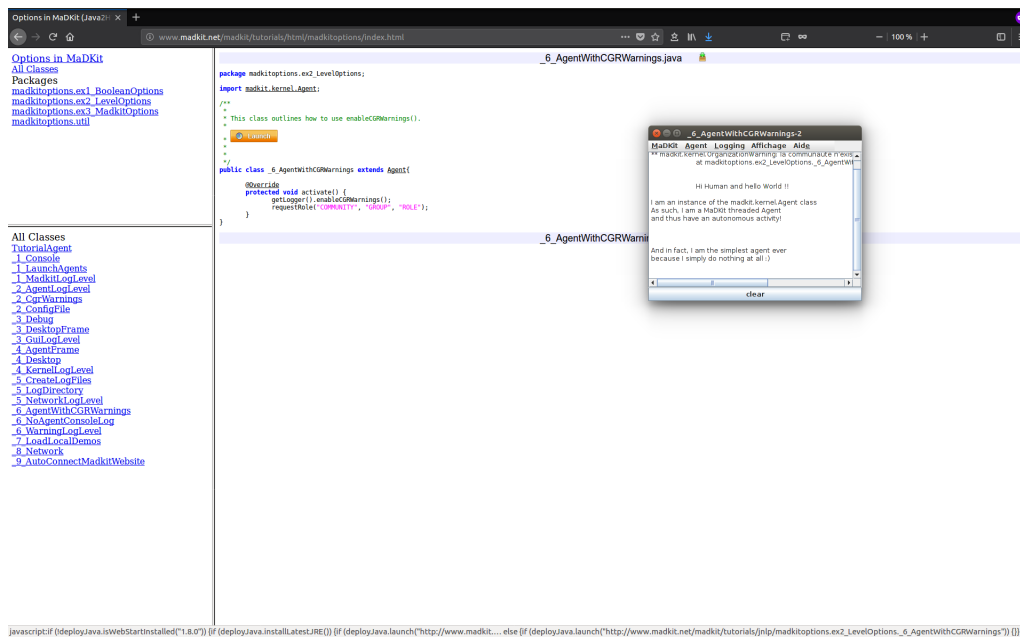 Options in MaDKit (Java2H
www.madkit.net/madkit/tutorials/html/madkitoptions/index.html
100%
Options in MaDKit
All Classes
Packages
madkitoptions.ex1_BooleanOptions
madkitoptions.ex2_LevelOptions
madkitoptions.ex3_MadkitOptions
madkitoptions.util
All Classes
TutorialAgent
_1_Console
_1_LaunchAgents
_1_MadkitLogLevel
_2_AgentLogLevel
_2_CgrWarnings
_2_ConfigFile
_3_Debug
_3_DesktopFrame
_3_GuiLogLevel
_4_AgentFrame
_4_Desktop
_4_KernelLogLevel
_5_CreateLogFiles
_5_LogDirectory
_5_NetworkLogLevel
_6_AgentWithCGRWarnings
_6_NoAgentConsoleLog
_6_WarningLogLevel
_7_LoadLocalDemos
_8_Network
_9_AutoConnectMadkitWebsite
_6_AgentWithCGRWarnings.java
package madkitoptions.ex2_LevelOptions;
import madkit.kernel.Agent;
/**
*
* This class outlines how to use enableCGRWarnings().
*
* Launch
*
*
*/
public class _6_AgentWithCGRWarnings extends Agent{
@Override
protected void activate() {
getLogger().enableCGRWarnings();
requestRole("COMMUNITY", "GROUP", "ROLE");
}
}
_6_AgentWithCGRWarnin
_6_AgentWithCGRWarnings-2
MaDKit Agent Logging Affichage Aide
** madkit.kernel.OrganizationWarning: la communauté n'exis
at madkitoptions.ex2_LevelOptions._6_AgentWit
Hi Human and hello World !!
I am an instance of the madkit.kernel.Agent class
As such, I am a MaDKit threaded Agent
and thus have an autonomous activity!
And in fact, I am the simplest agent ever
because I simply do nothing at all :)
clear
javascript:if (!deployJava.isWebStartInstalled("1.8.0")) {if (deployJava.installLatestJRE()) {if (deployJava.launch("http://www.madkit.… else {if (deployJava.launch("http://www.madkit.net/madkit/tutorials/jnlp/madkitoptions.ex2_LevelOptions._6_AgentWithCGRWarnings")) {}}